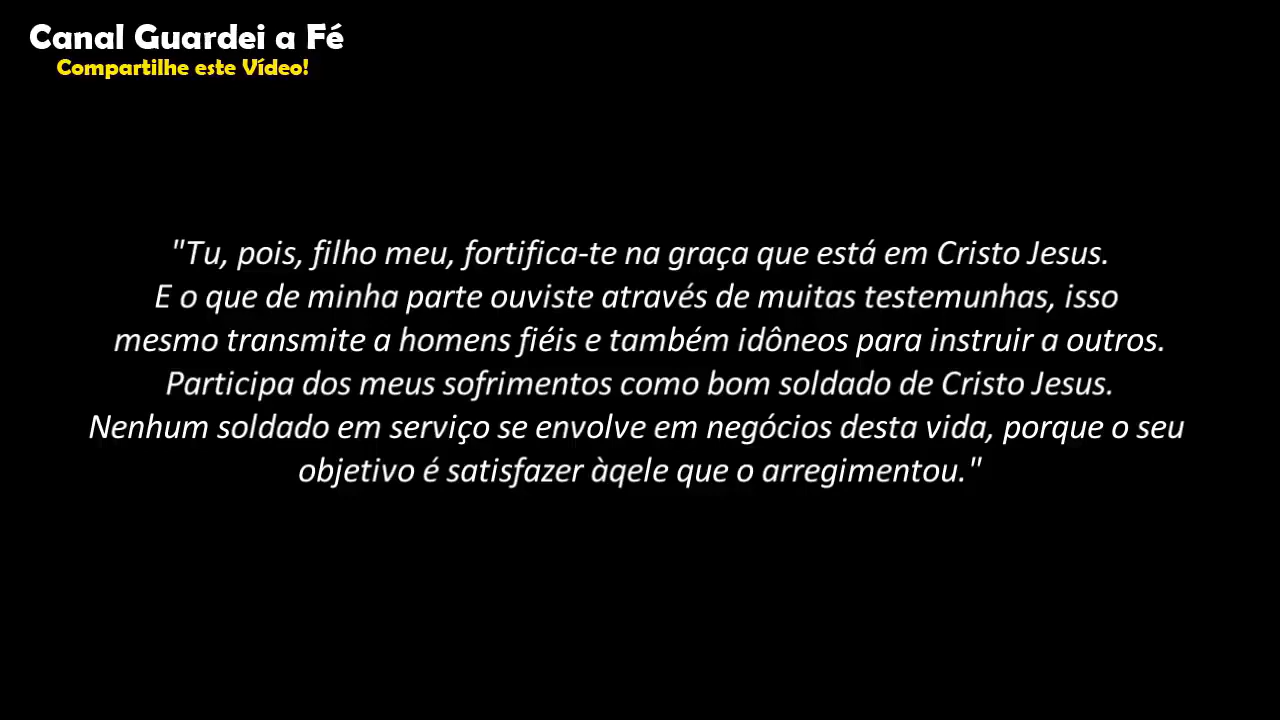 Canal Guardei a Fé
Compartilhe este Vídeo!
"Tu, pois, filho meu, fortifica-te na graça que está em Cristo Jesus.
E o que de minha parte ouviste através de muitas testemunhas, isso
mesmo transmite a homens fiéis e também idôneos para instruir a outros.
Participa dos meus sofrimentos como bom soldado de Cristo Jesus.
Nenhum soldado em serviço se envolve em negócios desta vida, porque o seu
objetivo é satisfazer àqele que o arregimentou."